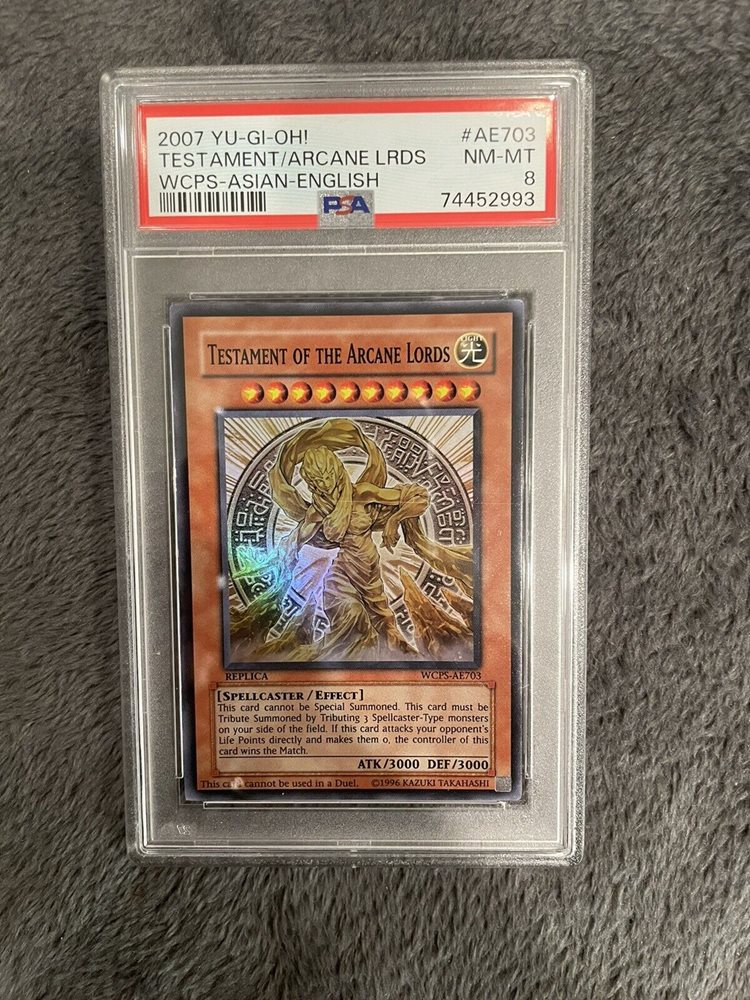 2007 YU-GI-OH! #AE703
TESTAMENT/ARCANE LRDS NM-MT
WCPS-ASIAN-ENGLISH 8
PSA 74452993
TESTAMENT OF THE ARCANE LORDS
LIGHT
光
REPLICA WCPS-AE703
[SPELLCASTER / EFFECT]
This card cannot be Special Summoned. This card must be
Tribute Summoned by Tributing 3 Spellcaster-Type monsters
on your side of the field. If this card attacks your opponent's
Life Points directly and makes them 0, the controller of this
card wins the Match.
ATK/3000 DEF/3000
This card cannot be used in a Duel. ©1996 KAZUKI TAKAHASHI